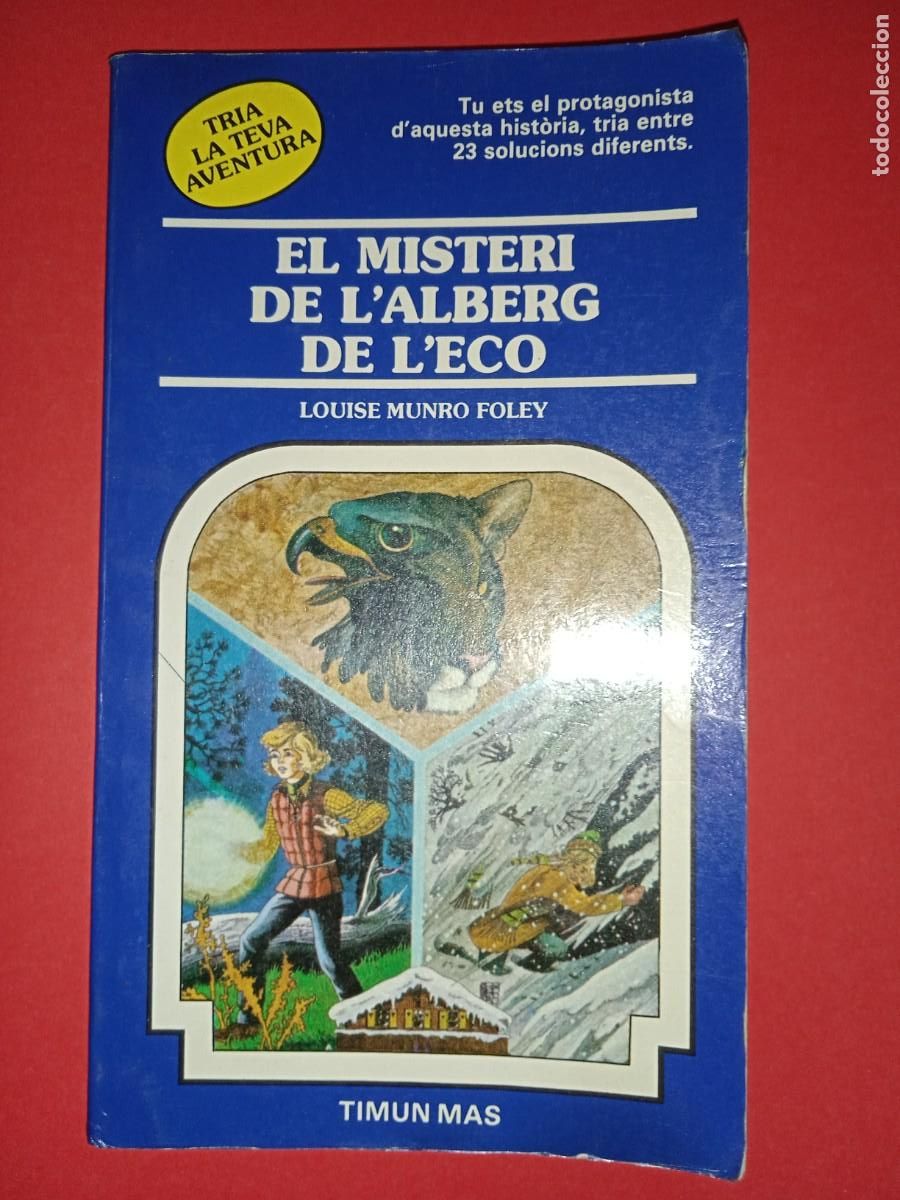 TRIA
LA TEVA
AVENTURA
Tu ets el protagonista
d'aquesta història, tria entre
23 solucions diferents.
EL MISTERI
DE L'ALBERG
DE L'ECO
LOUISE MUNRO FOLEY
TIMUN MAS
todocoleccion